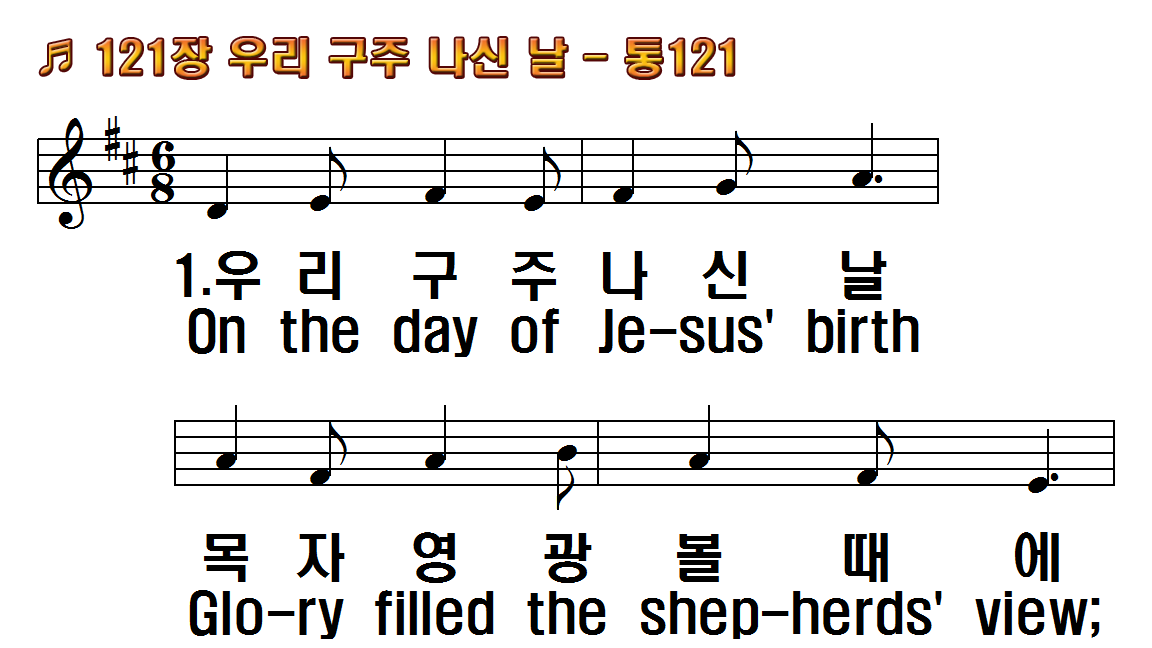 ♬ 121장 우리 구주 나신 날 - 통121
1.우 리 구 주 나 신 날
On the day of Je-sus' birth
목 자 영 광 볼 때 에
Glo-ry filled the shep-herds' view;